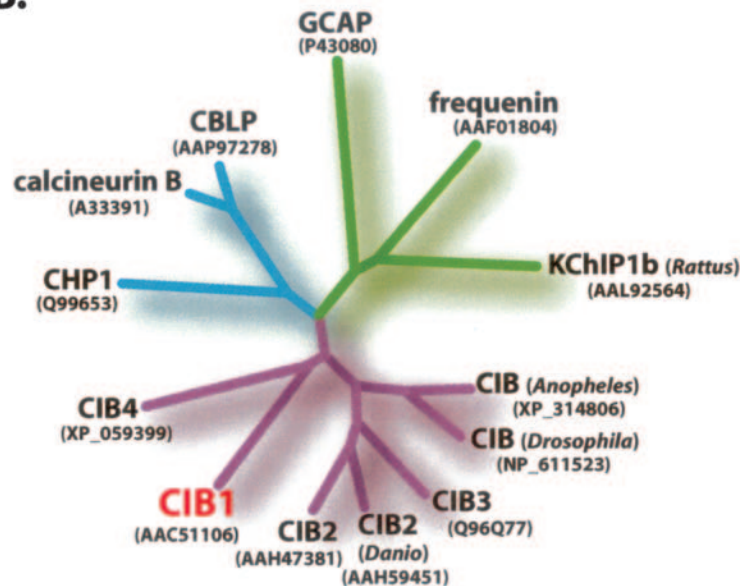 B.
GCAP
(P43080)
frequenin
(AAF01804)
CBLP
(AAP97278)
calcineurin B
(A33391)
CHP1
(Q99653)
KChIP1b (Rattus)
(AAL92564)
CIB (Anopheles)
(XP_314806)
CIB (Drosophila)
(NP_611523)
CIB4
(XP_059399)
CIB1
(AAC51106)
CIB2
(AAH47381)
CIB2
(Danio)
(AAH59451)
CIB3
(Q96Q77)